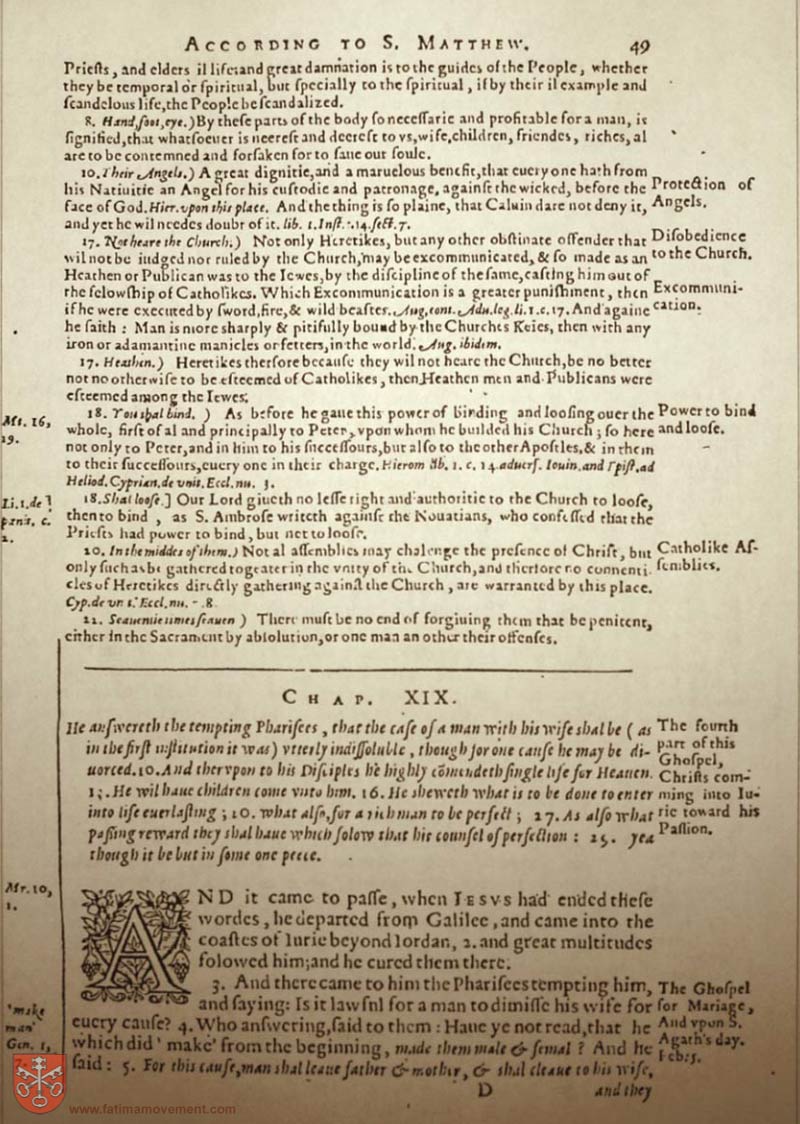 ACCORDING TO S. MATTHEW. 49
Prieſts, and elders il life: and great damnation is to the guides of the People, whether
they be temporal or ſpiritual, but ſpecially to the ſpiritual, if by their il example and
ſcandelous life, the People be ſcandalized.
8. Hand, foot, eye.) By theſe parts of the body ſo neceſſarie and profitable for a man, is
ſignified, that whatſoeuer is neereſt and deereſt to vs, wife, children, friendes, riches, al
are to be contemned and forſaken for to ſaue our ſoule.
10. Their Angels.) A great dignitie, and a maruelous benefit, that euery one hath from
his Natiuitie an Angel for his cuſtodie and patronage, againſt the wicked, before the
face of God. Hier. vpon this place. And the thing is ſo plaine, that Caluin dare not deny it,
and yet he wil needes doubt of it. lib. 1. Inſt. 14. ſect. 7.
Protection of
Angels.
17. Not heare the Church.) Not only Heretikes, but any other obſtinate offender that
wil not be iudged nor ruled by the Church, may be excommunicated, & ſo made as an
Heathen or Publican was to the Iewes, by the diſcipline of the ſame, caſting him out of
the felowſhip of Catholikes. Which Excommunication is a greater puniſhment, then
if he were executed by ſword, fire, & wild beaſtes. Aug. cont. Adu. leg. li. 1. c. 17. And againe
he ſaith: Man is more ſharply & pitifully bound by the Churches Keies, then with any
iron or adamantine manicles or fetters, in the world. Aug. ibidem.
Diſobedience
to the Church.
Excommuni-
cation.
17. Heathen.) Heretikes therfore becauſe they wil not heare the Church, be no better
not no otherwiſe to be eſteemed of Catholikes, then Heathen men and Publicans were
eſteemed among the Iewes.
Mt. 16,
19.
18. You ſhal bind.) As before he gaue this power of binding and looſing ouer the
whole, firſt of al and principally to Peter, vpon whom he builded his Church; ſo here
not only to Peter, and in him to his ſucceſſours, but alſo to the other Apoſtles, & in them
to their ſucceſſours, euery one in their charge. Hierom lib. 1. c. 14. aduerſ. Iouin. and Epiſt. ad
Heliod. Cyprian. de vnit. Eccl. nu. 3.
Power to bind
and looſe.
Li. 1. de
pœnit. c.
2.
18. Shal looſe.] Our Lord giueth no leſſe right and authoritie to the Church to looſe,
then to bind, as S. Ambroſe writeth againſt the Nouatians, who confeſſed that the
Prieſts had power to bind, but not to looſe.
20. In the middes of them.) Not al aſſemblies may chalenge the preſence of Chriſt, but
only ſuch as be gathered togeater in the vnity of the Church, and therfore no conuenti-
cles of Heretikes directly gathering againſt the Church, are warranted by this place.
Cyp. de vnit. Eccl. nu. 8.
Catholike Aſ-
ſemblies.
22. Seauentie times ſeauen) There muſt be no end of forgiuing them that be penitent,
either in the Sacrament by abſolution, or one man an other their offenſes.
CHAP. XIX.
He anſwereth the tempting Phariſees, that the caſe of a man with his wife ſhal be (as
in the firſt inſtitution it was) vtterly indiſſoluble, though for one cauſe he may be di-
uorced. 10. And thervpon to his Diſciples he highly comendeth ſingle life for Heauen.
13. He wil haue children come vnto him. 16. He sheweth what is to be done to enter
into life euerlaſting; 20. what alſo, for a rich man to be perfect; 27. As alſo what
paſſing reward they shal haue which folow that his counſel of perfection: 29. yea
though it be but in ſome one peece.
The fourth
part of this
Ghoſpel,
Chriſts com-
ming into Iu-
rie toward his
Paſſion.
Mr. 10,
1.
AND it came to paſſe, when IESVS had ended theſe
wordes, he departed from Galilee, and came into the
coaſtes of Iurie beyond Iordan, 2. and great multitudes
folowed him; and he cured them there.
3. And there came to him the Phariſees tempting him,
and ſaying: Is it lawful for a man to dimiſſe his wife for
euery cauſe? 4. Who anſwering, ſaid to them: Haue ye not read, that he
which did 'make' from the beginning, made them male & femal? And he
ſaid: 5. For this cauſe, man shal leaue father & mother, & shal cleaue to his wife,
The Ghoſpel
for Mariage,
And vpon S.
Agath's day.
Feb. 5.
'make
man'
Gen. 1,
D and they
www.fatimamovement.com